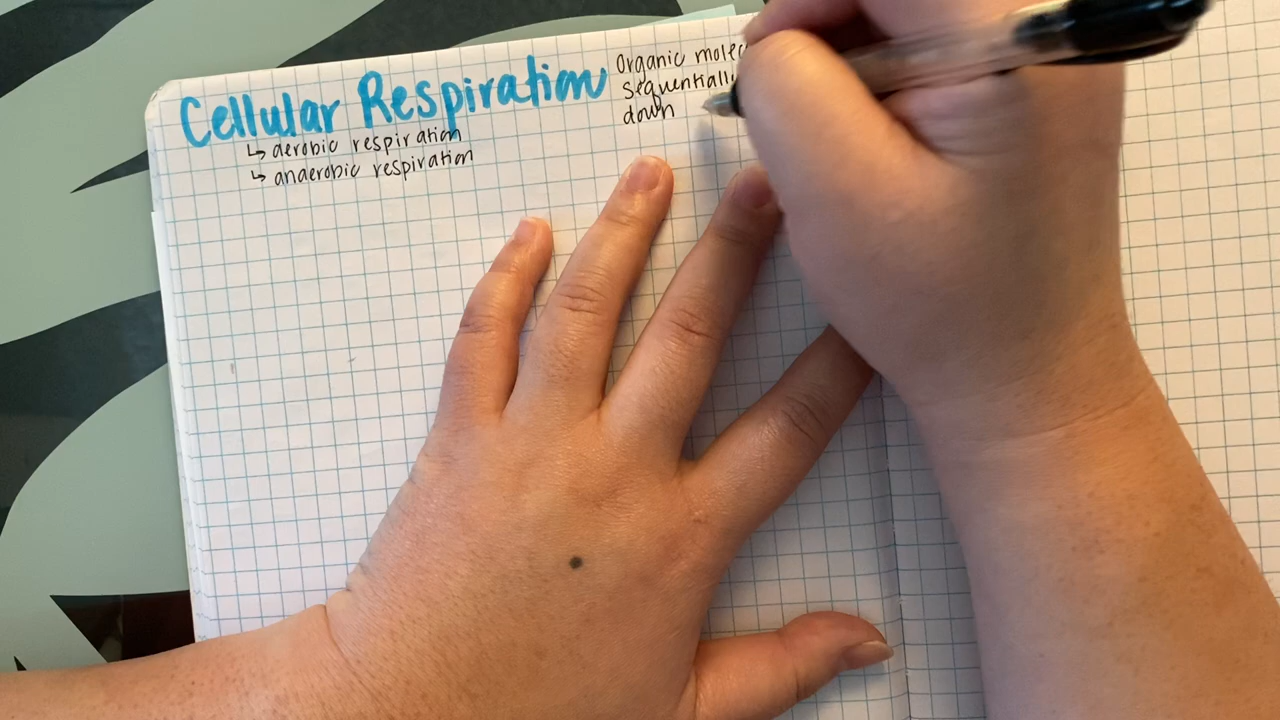 Cellular Respiration
↳ aerobic respiration
↳ anaerobic respiration
Organic
sequentially
down